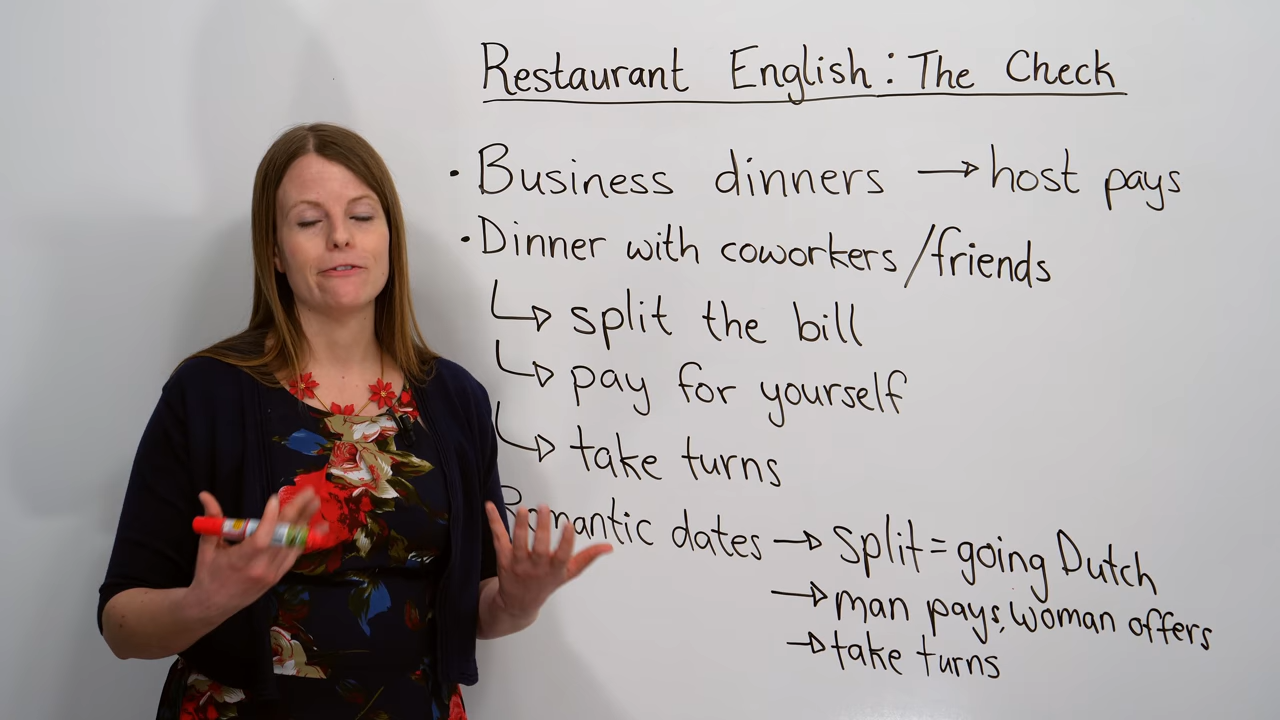 Restaurant English: The Check
• Business dinners → host pays
• Dinner with coworkers/friends
↳ split the bill
↳ pay for yourself
↳ take turns
Romantic dates → split = going Dutch
→ man pays, woman offers
→ take turns